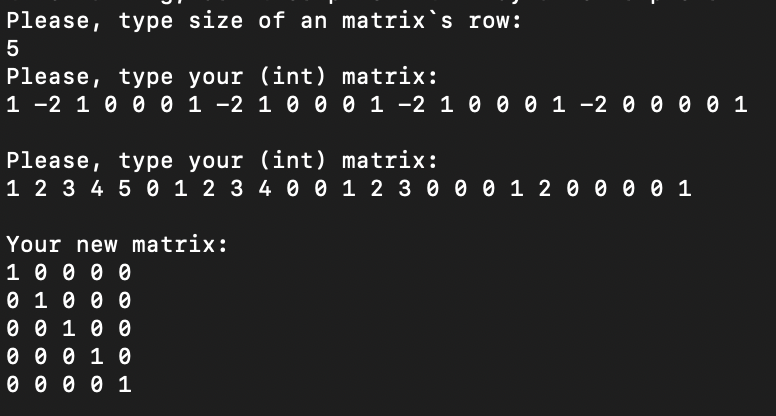 Please, type size of an matrix`s row:
5
Please, type your (int) matrix:
1 -2 1 0 0 0 1 -2 1 0 0 0 1 -2 1 0 0 0 1 -2 0 0 0 0 1
Please, type your (int) matrix:
1 2 3 4 5 0 1 2 3 4 0 0 1 2 3 0 0 0 1 2 0 0 0 0 1
Your new matrix:
1 0 0 0 0
0 1 0 0 0
0 0 1 0 0
0 0 0 1 0
0 0 0 0 1